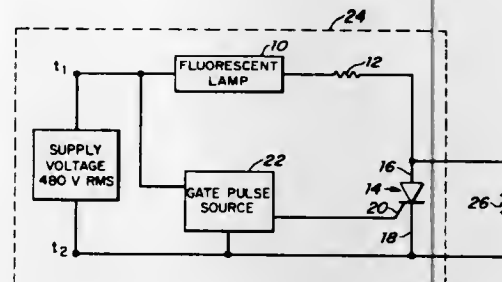 24
10
t1
FLUORESCENT
LAMP
12
SUPPLY
VOLTAGE
480 V RMS
22
GATE PULSE
SOURCE
16
14
20
26
18
t2